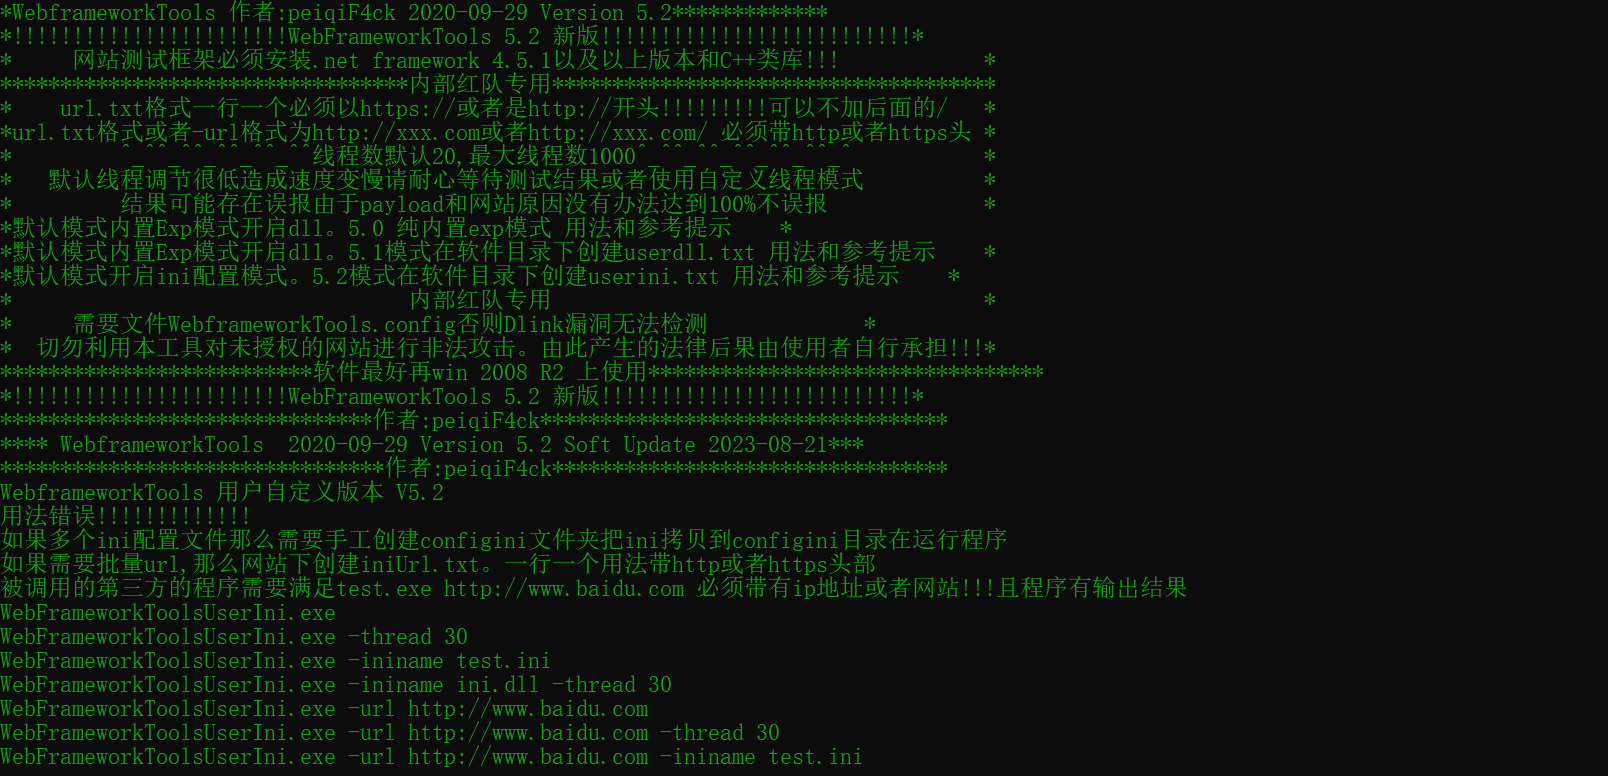 *WebframeworkTools 作者:peiqiF4ck 2020-09-29 Version 5.2*************
*!!!!!!!!!!!!!!!!!!!!!!!WebFrameworkTools 5.2 新版!!!!!!!!!!!!!!!!!!!!!!!!!!*
*     网站测试框架必须安装.net framework 4.5.1以及以上版本和C++类库!!!            *
**********************************内部红队专用*************************************
*    url.txt格式一行一个必须以https://或者是http://开头!!!!!!!!!可以不加后面的/   *
*url.txt格式或者-url格式为http://xxx.com或者http://xxx.com/ 必须带http或者https头 *
*         ^_^^_^^_^^_^^_^^线程数默认20,最大线程数1000^_^^_^^_^^_^^_^^_^           *
*   默认线程调节很低造成速度变慢请耐心等待测试结果或者使用自定义线程模式          *
*         结果可能存在误报由于payload和网站原因没有办法达到100%不误报             *
*默认模式内置Exp模式开启dll。5.0 纯内置exp模式 用法和参考提示    *
*默认模式内置Exp模式开启dll。5.1模式在软件目录下创建userdll.txt 用法和参考提示    *
*默认模式开启ini配置模式。5.2模式在软件目录下创建userini.txt 用法和参考提示    *
*                                 内部红队专用                                    *
*     需要文件WebframeworkTools.config否则Dlink漏洞无法检测             *
*  切勿利用本工具对未授权的网站进行非法攻击。由此产生的法律后果由使用者自行承担!!!*
**************************软件最好再win 2008 R2 上使用*********************************
*!!!!!!!!!!!!!!!!!!!!!!!WebFrameworkTools 5.2 新版!!!!!!!!!!!!!!!!!!!!!!!!!!*
*******************************作者:peiqiF4ck**********************************
**** WebframeworkTools  2020-09-29 Version 5.2 Soft Update 2023-08-21***
********************************作者:peiqiF4ck*********************************
WebframeworkTools 用户自定义版本 V5.2
用法错误!!!!!!!!!!!!!
如果多个ini配置文件那么需要手工创建configini文件夹把ini拷贝到configini目录在运行程序
如果需要批量url,那么网站下创建iniUrl.txt。一行一个用法带http或者https头部
被调用的第三方的程序需要满足test.exe http://www.baidu.com 必须带有ip地址或者网站!!!且程序有输出结果
WebFrameworkToolsUserIni.exe
WebFrameworkToolsUserIni.exe -thread 30
WebFrameworkToolsUserIni.exe -ininame test.ini
WebFrameworkToolsUserIni.exe -ininame ini.dll -thread 30
WebFrameworkToolsUserIni.exe -url http://www.baidu.com
WebFrameworkToolsUserIni.exe -url http://www.baidu.com -thread 30
WebFrameworkToolsUserIni.exe -url http://www.baidu.com -ininame test.ini